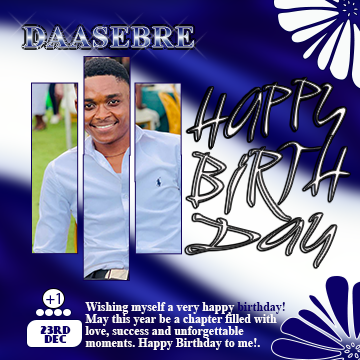 DAASEBRE
HAPPY
BiRTH
Day
+1
23RD
DEC
Wishing myself a very happy birthday!
May this year be a chapter filled with
love, success and unforgettable
moments. Happy Birthday to me!.